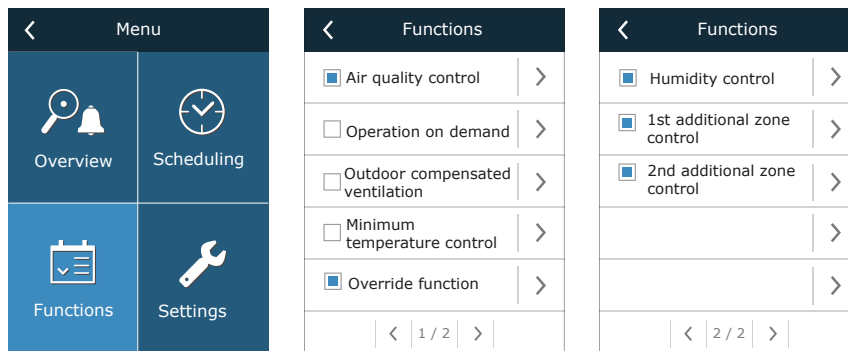 Menu
Overview
Scheduling
Functions
Settings
Functions
Air quality control
Operation on demand
Outdoor compensated
ventilation
Minimum
temperature control
Override function
1 / 2
Functions
Humidity control
1st additional zone
control
2nd additional zone
control
2 / 2